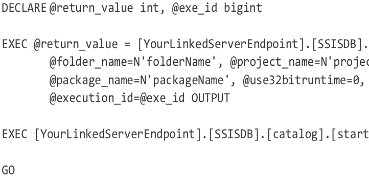 DECLARE @return_value int, @exe_id bigint
EXEC @return_value = [YourLinkedServerEndpoint].[SSISDB].
@folder_name=N'folderName', @project_name=N'projec
@package_name=N'packageName', @use32bitruntime=0,
@execution_id=@exe_id OUTPUT
EXEC [YourLinkedServerEndpoint].[SSISDB].[catalog].[start
GO